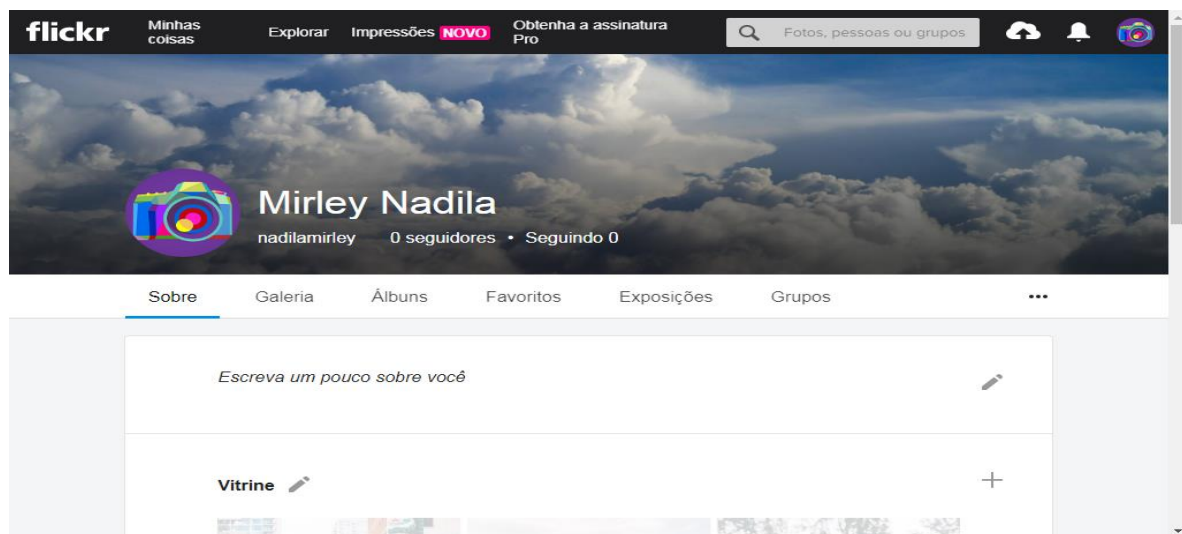 flickr
Minhas coisas
Explorar
Impressões NOVO
Obtenha a assinatura Pro
Fotos, pessoas ou grupos
Mirley Nadila
nadilamirley 0 seguidores • Seguindo 0
Sobre Galeria Álbuns Favoritos Exposições Grupos
Escreva um pouco sobre você
Vitrine